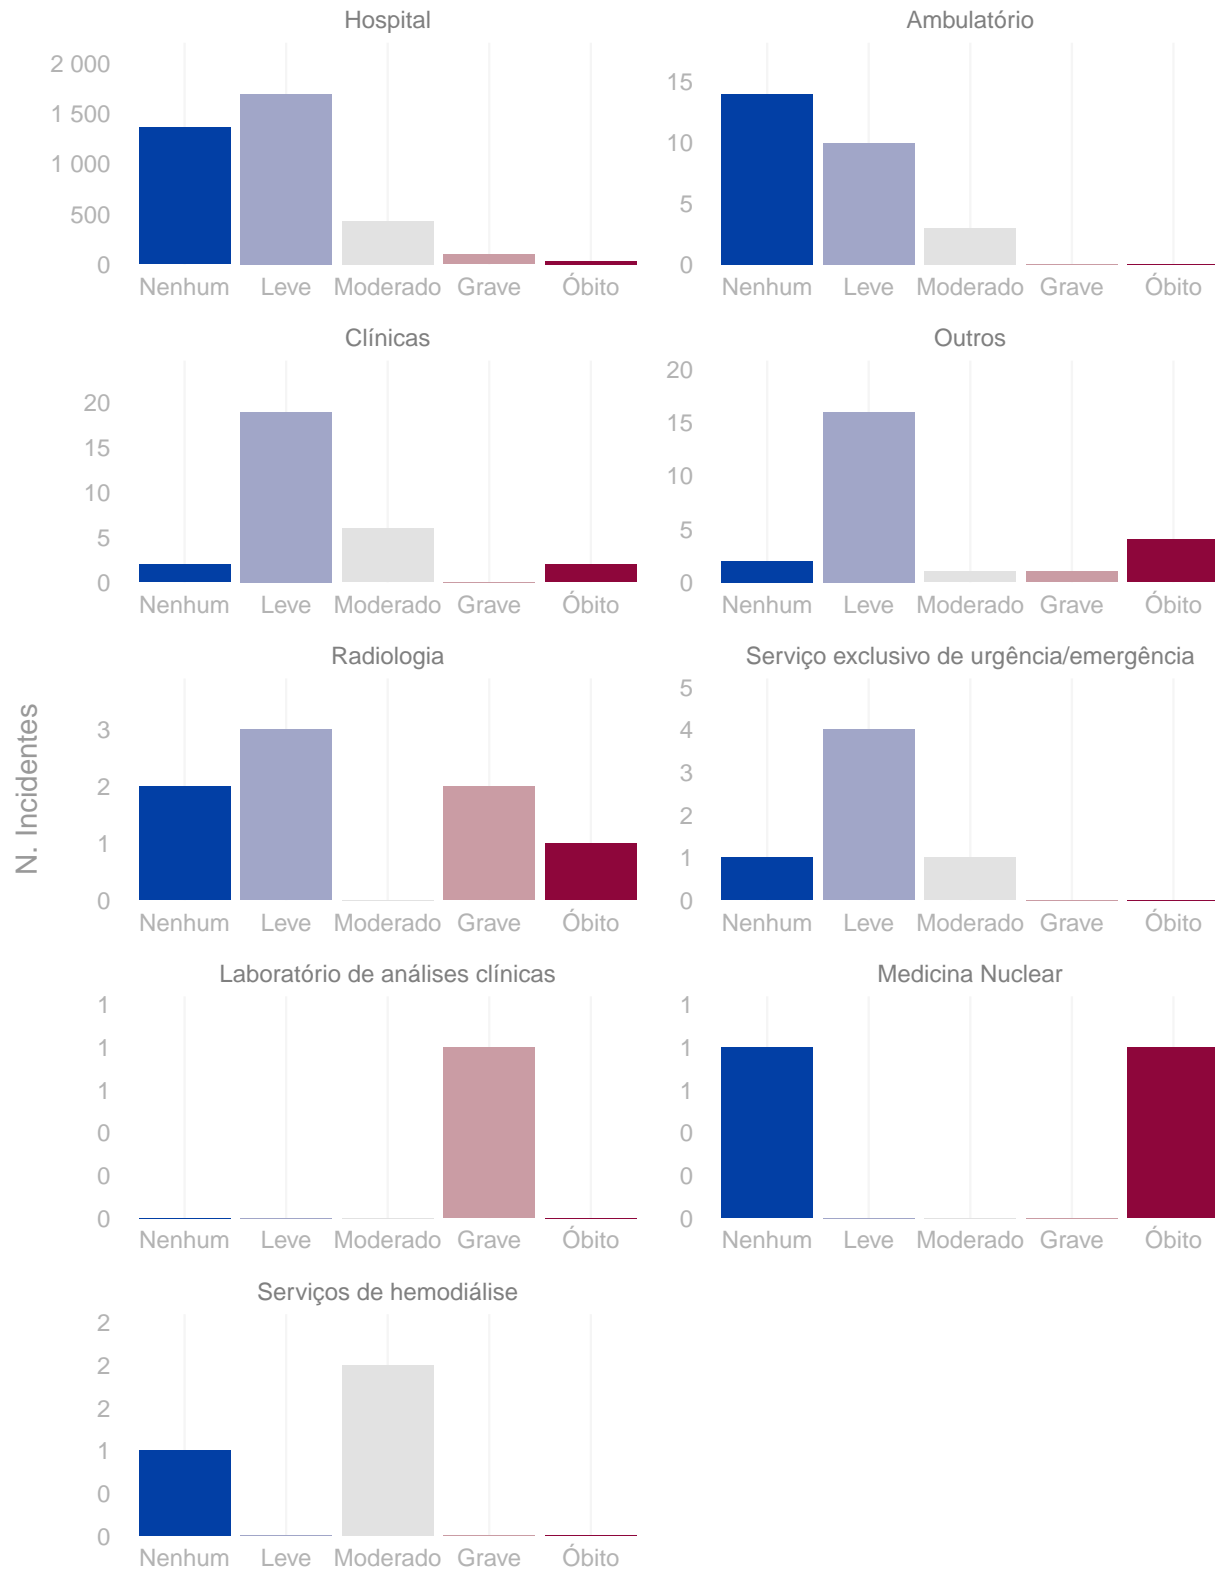 Hospital
2 000
1 500
1 000
500
0
Nenhum Leve Moderado Grave Óbito
Ambulatório
15
10
5
0
Nenhum Leve Moderado Grave Óbito
Clínicas
20
15
10
5
0
Nenhum Leve Moderado Grave Óbito
Outros
20
15
10
5
0
Nenhum Leve Moderado Grave Óbito
N. Incidentes
Radiologia
3
2
1
0
Nenhum Leve Moderado Grave Óbito
Serviço exclusivo de urgência/emergência
5
4
3
2
1
0
Nenhum Leve Moderado Grave Óbito
Laboratório de análises clínicas
1
1
1
0
0
0
Nenhum Leve Moderado Grave Óbito
Medicina Nuclear
1
1
1
0
0
0
Nenhum Leve Moderado Grave Óbito
Serviços de hemodiálise
2
2
2
1
0
0
Nenhum Leve Moderado Grave Óbito